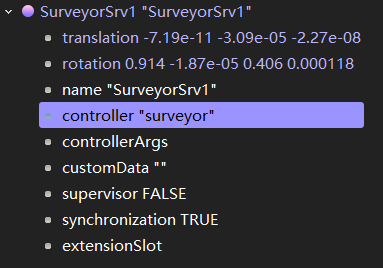 SurveyorSrv1 "SurveyorSrv1"
translation -7.19e-11 -3.09e-05 -2.27e-08
rotation 0.914 -1.87e-05 0.406 0.000118
name "SurveyorSrv1"
controller "surveyor"
controllerArgs
customData ""
supervisor FALSE
synchronization TRUE
extensionSlot